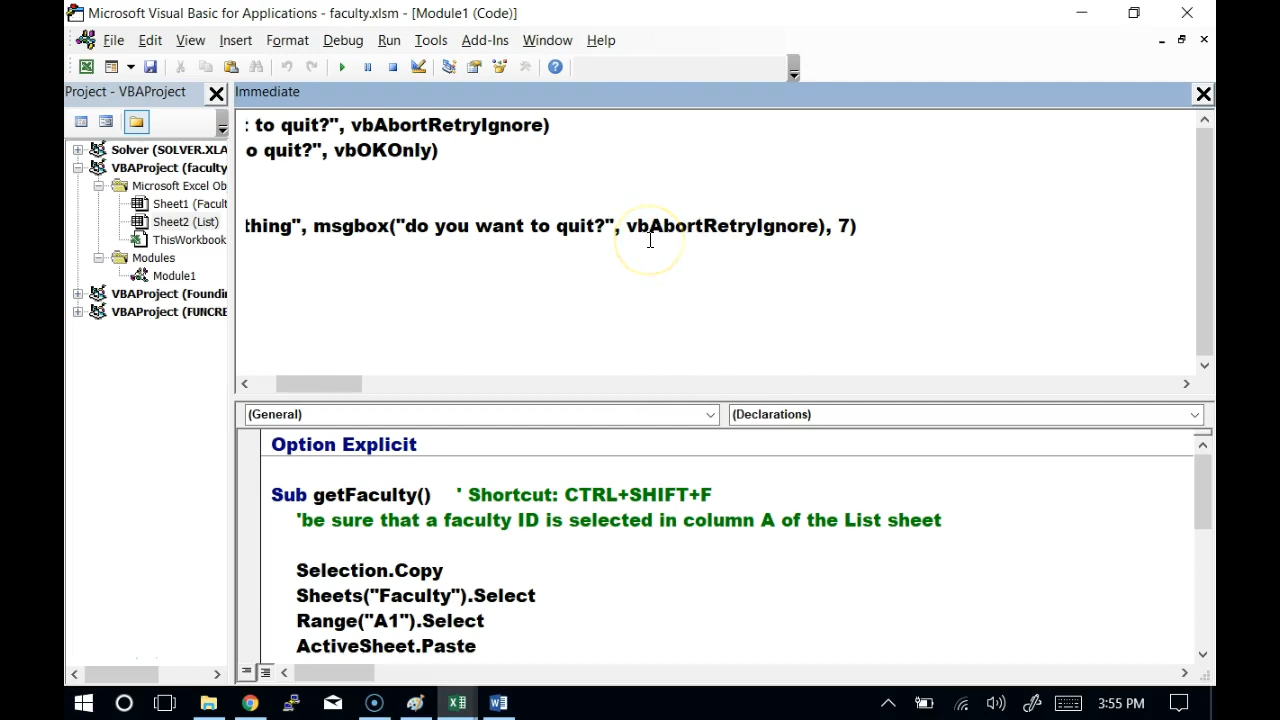 Microsoft Visual Basic for Applications - faculty.xlsm - [Module1 (Code)]
File Edit View Insert Format Debug Run Tools Add-Ins Window Help
Project - VBAProject
Immediate
Solver (SOLVER.XLA
VBAProject (faculty
Microsoft Excel Ob
Sheet1 (Facult
Sheet2 (List)
ThisWorkbook
Modules
Module1
VBAProject (Foundi
VBAProject (FUNCRE
: to quit?", vbAbortRetryIgnore)
o quit?", vbOKOnly)
thing", msgbox("do you want to quit?", vbAbortRetryIgnore), 7)
(General) (Declarations)
Option Explicit
Sub getFaculty() ' Shortcut: CTRL+SHIFT+F
'be sure that a faculty ID is selected in column A of the List sheet
Selection.Copy
Sheets("Faculty").Select
Range("A1").Select
ActiveSheet.Paste
3:55 PM